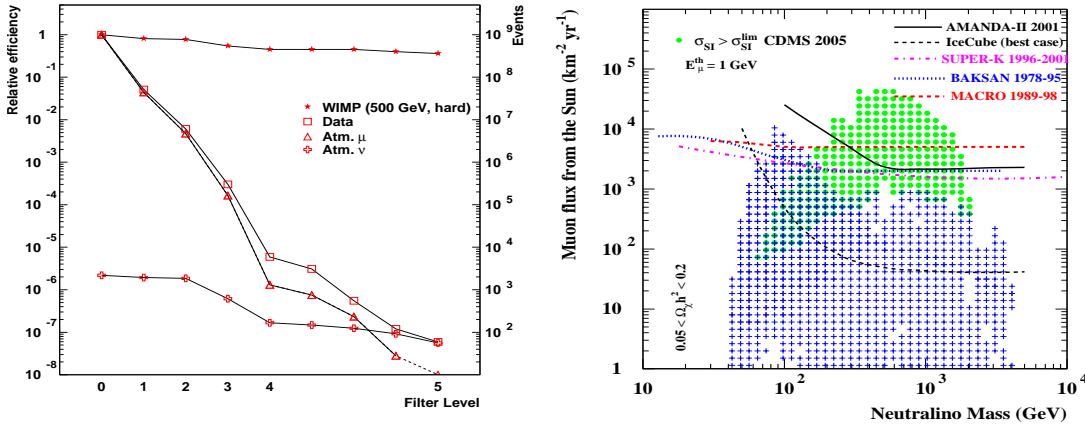 Relative efficiency
1
10 -1
10 -2
10 -3
10 -4
10 -5
10 -6
10 -7
10 -8
Events
10 9
10 8
10 7
10 6
10 5
10 4
10 3
10 2
10
WIMP (500 GeV, hard)
Data
Atm. μ
Atm. ν
0 1 2 3 4 5
Filter Level
Muon flux from the Sun (km-2 yr-1)
10 5
10 4
10 3
10 2
10
1
σSI > σSI lim CDMS 2005
Eμ th = 1 GeV
AMANDA-II 2001
IceCube (best case)
SUPER-K 1996-2001
BAKSAN 1978-95
MACRO 1989-98
0.05 < Ωχ h2 < 0.2
10 10 2 10 3 10 4
Neutralino Mass (GeV)